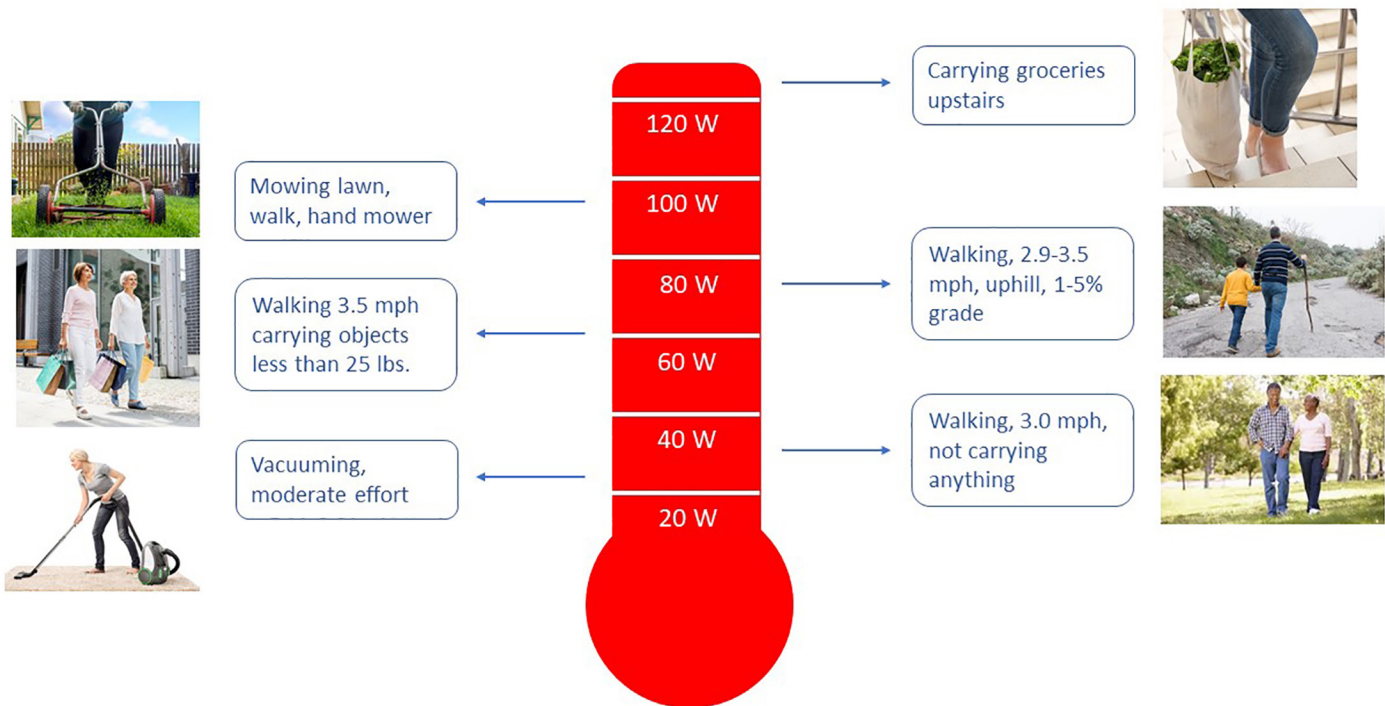 Carrying groceries
upstairs
120 W
Mowing lawn,
walk, hand mower
100 W
Walking, 2.9-3.5
mph, uphill, 1-5%
grade
80 W
Walking 3.5 mph
carrying objects
less than 25 lbs.
60 W
Walking, 3.0 mph,
not carrying
anything
40 W
Vacuuming,
moderate effort
20 W